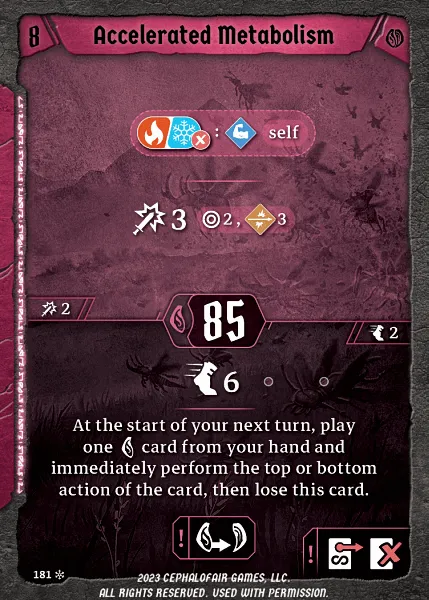 8 Accelerated Metabolism
: self
3 2, 3
2
85
2
6
At the start of your next turn, play
one card from your hand and
immediately perform the top or bottom
action of the card, then lose this card.
! !
181
2023 CEPHALOFAIR GAMES, LLC.
ALL RIGHTS RESERVED. USED WITH PERMISSION.